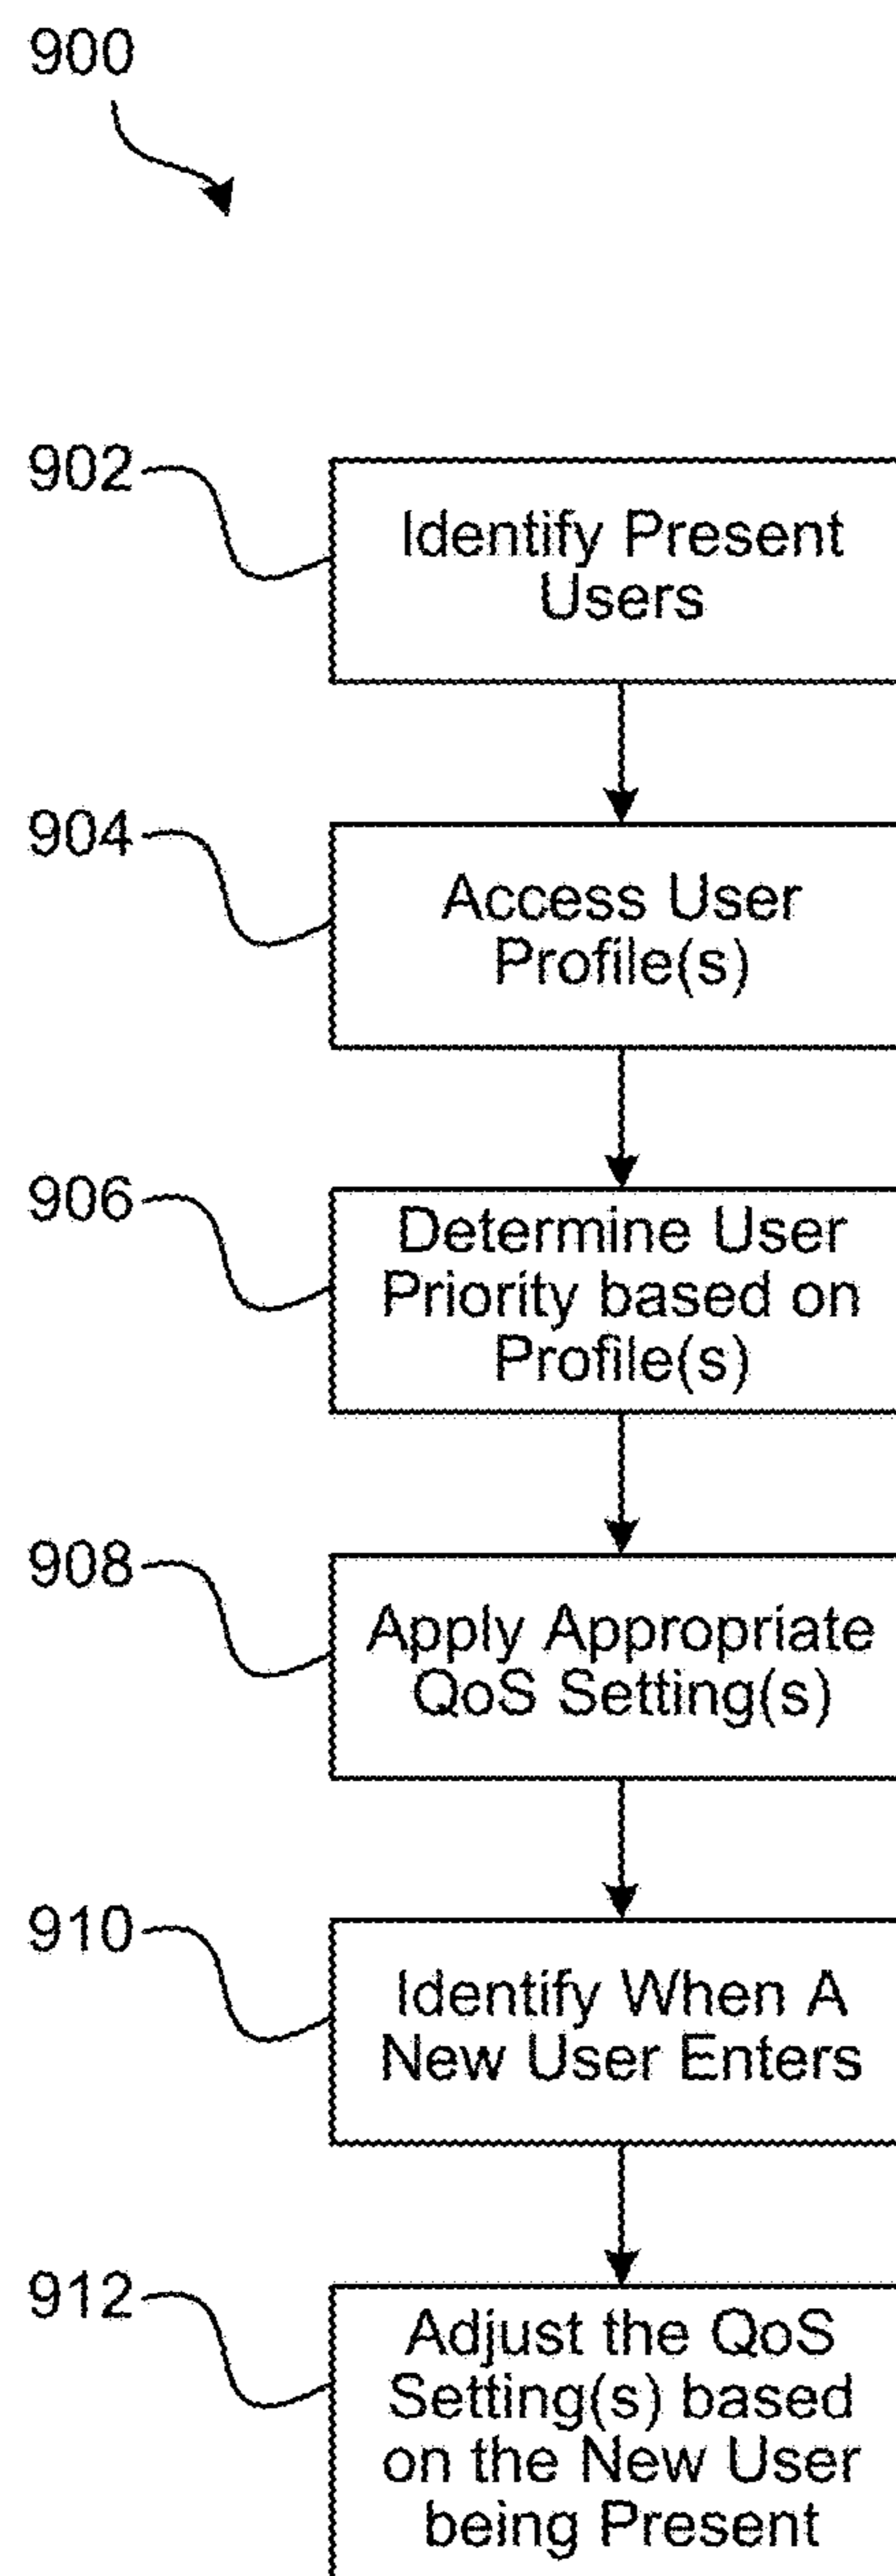 900
902
Identify Present
Users
904
Access User
Profile(s)
906
Determine User
Priority based on
Profile(s)
908
Apply Appropriate
QoS Setting(s)
910
Identify When A
New User Enters
912
Adjust the QoS
Setting(s) based
on the New User
being Present